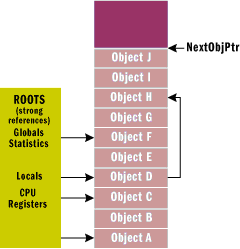 NextObjPtr
Object J
Object I
Object H
Object G
Object F
Object E
Object D
Object C
Object B
Object A
ROOTS
(strong
references)
Globals
Statistics
Locals
CPU
Registers